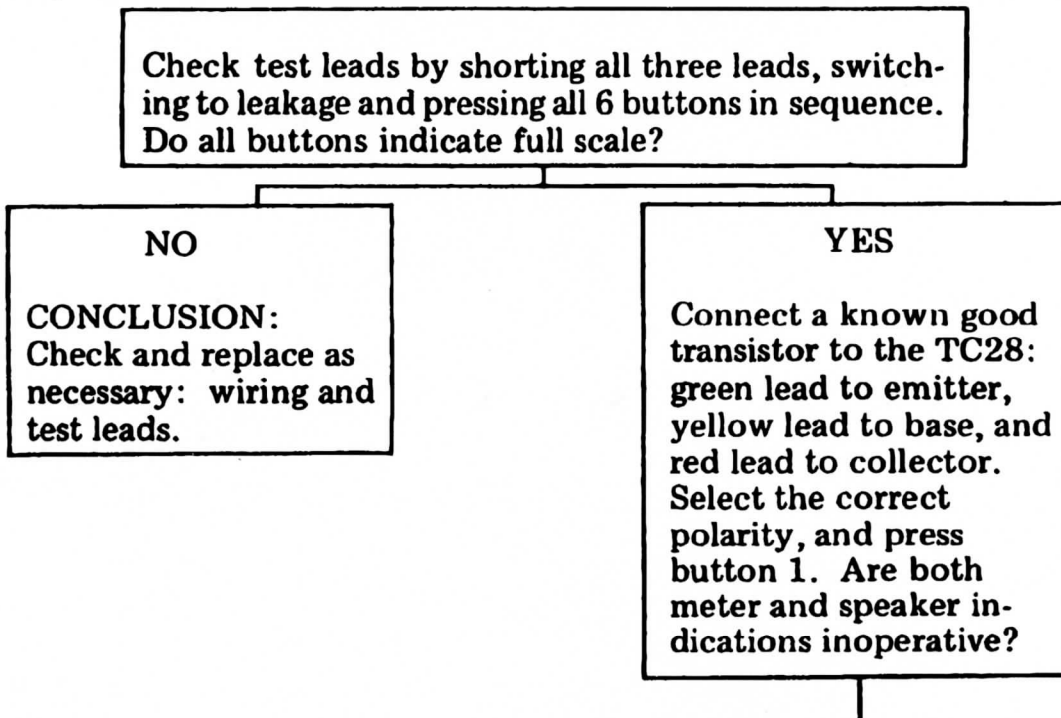 Check test leads by shorting all three leads, switch-
ing to leakage and pressing all 6 buttons in sequence.
Do all buttons indicate full scale?
NO
CONCLUSION:
Check and replace as
necessary: wiring and
test leads.
YES
Connect a known good
transistor to the TC28:
green lead to emitter,
yellow lead to base, and
red lead to collector.
Select the correct
polarity, and press
button 1. Are both
meter and speaker in-
dications inoperative?